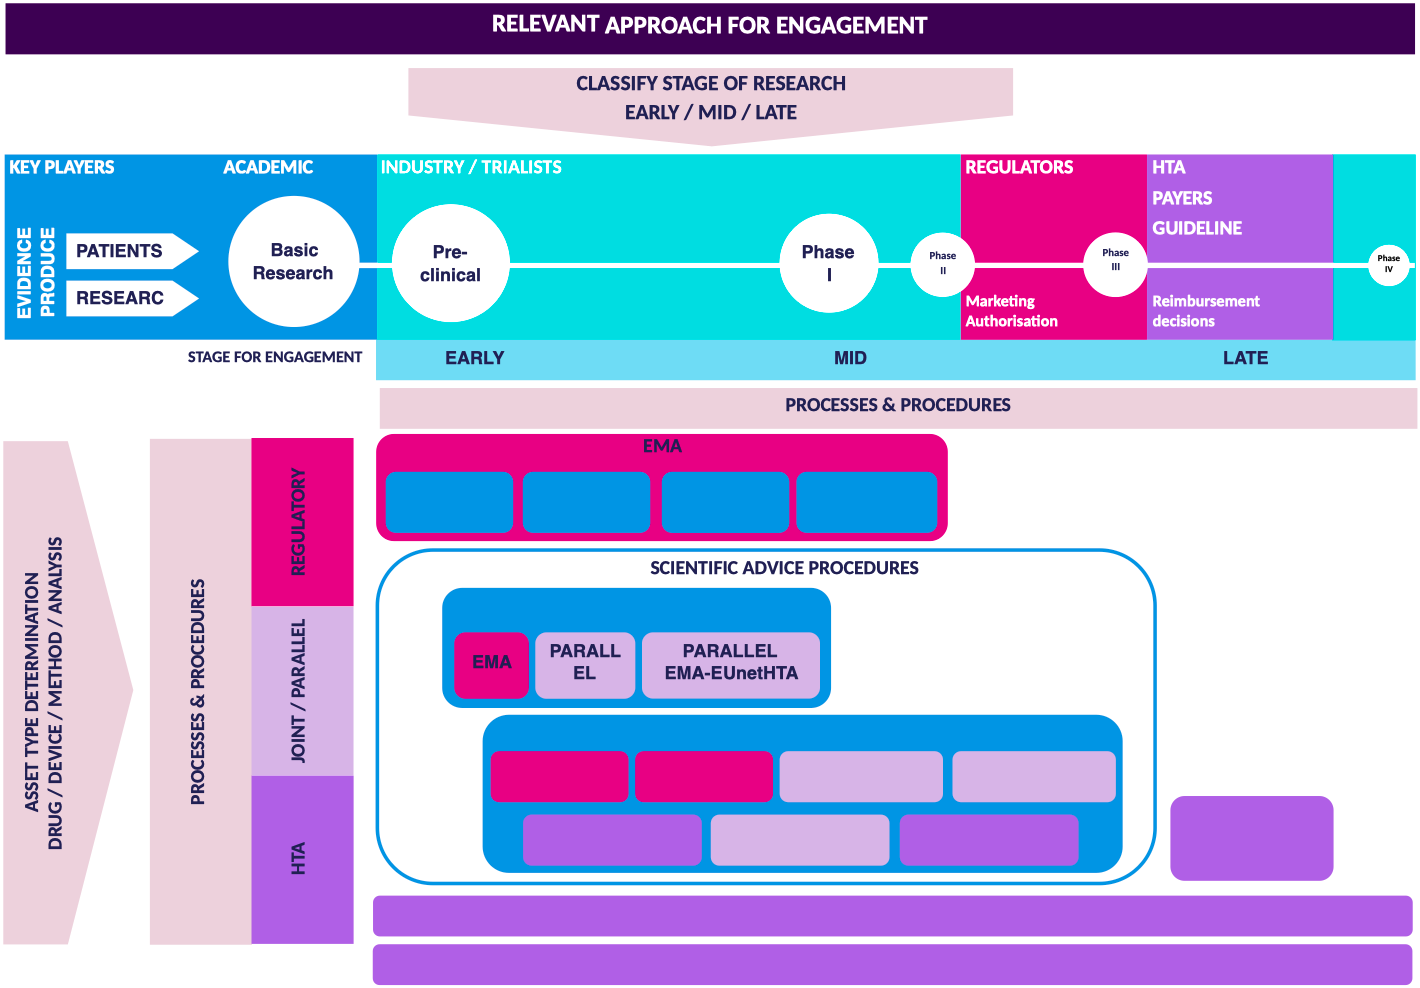 RELEVANT APPROACH FOR ENGAGEMENT
CLASSIFY STAGE OF RESEARCH
EARLY / MID / LATE
KEY PLAYERS
ACADEMIC
INDUSTRY / TRIALISTS
REGULATORS
HTA
PAYERS
GUIDELINE
EVIDENCE
PRODUCE
PATIENTS
RESEARC
Basic
Research
Pre-
clinical
Phase
I
Phase
II
Phase
III
Phase
IV
Marketing
Authorisation
Reimbursement
decisions
STAGE FOR ENGAGEMENT
EARLY
MID
LATE
PROCESSES & PROCEDURES
ASSET TYPE DETERMINATION
DRUG / DEVICE / METHOD / ANALYSIS
PROCESSES & PROCEDURES
REGULATORY
JOINT / PARALLEL
HTA
EMA
SCIENTIFIC ADVICE PROCEDURES
EMA
PARALL
EL
PARALLEL
EMA-EUnetHTA